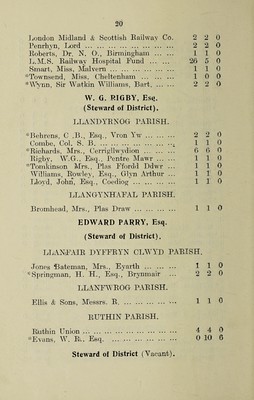 20
London Midland & Scottish Railway Co. 2 2 0
Penrhyn, Lord ... ... ... ... ... ... ... 2 2 0
Roberts, Dr. N. O., Birmingham ... ... 1 1 0
L.M.S. Railway Hospital Fund ... ... 26 5 0
Smart, Miss, Malvern ... ... ... ... ... 1 1 0
*Townsend, Miss, Cheltenham ... ... ... 1 0 0
*Wynn, Sir Watkin Williams, Bart. ... ... 2 2 0
W. G. RIGBY, Esq.
(Steward of District).
LLANDYRNOG PARISH.
*Behrens, C .B., Esq., Vron Yw ... ... ... 2 2 0
Combe, Col. S. B. ... ... ... ... ... ... 1 1 0
*Richards, Mrs., Cerrigllwydion ... ... ... 6 6 0
Rigby, W.G., Esq., Pentre Mawr ... ... 1 1 0
*Tomkinson Mrs., Plas Ffordd Ddwr ... ... 1 1 0
Williams, Rowley, Esq., Glyn Arthur ... 1 1 0
Lloyd, John, Esq., Coediog ... ... ... ... 1 1 0
LLANGYNHAFAL PARISH.
Bromhead, Mrs., Plas Draw ... ... ... ... 1 1 0
EDWARD PARRY, Esq.
(Steward of District).
LLANFAIR DYFFRYN CLWYD PARISH.
Jones Bateman, Mrs., Eyarth ... ... ... 1 1 0
*Springman, H. H., Esq., Brynmair ... ... 2 2 0
LLANFWROG PARISH.
Ellis & Sons, Messrs. R. ... ... ... ... ... 1 1 0
RUTHIN PARISH.
Ruthin Union ... ... ... ... ... ... ... ... 4 4 0
*Evans, W. R., Esq. ... ... ... ... ... ... 0 10 6
Steward of District (Vacant).